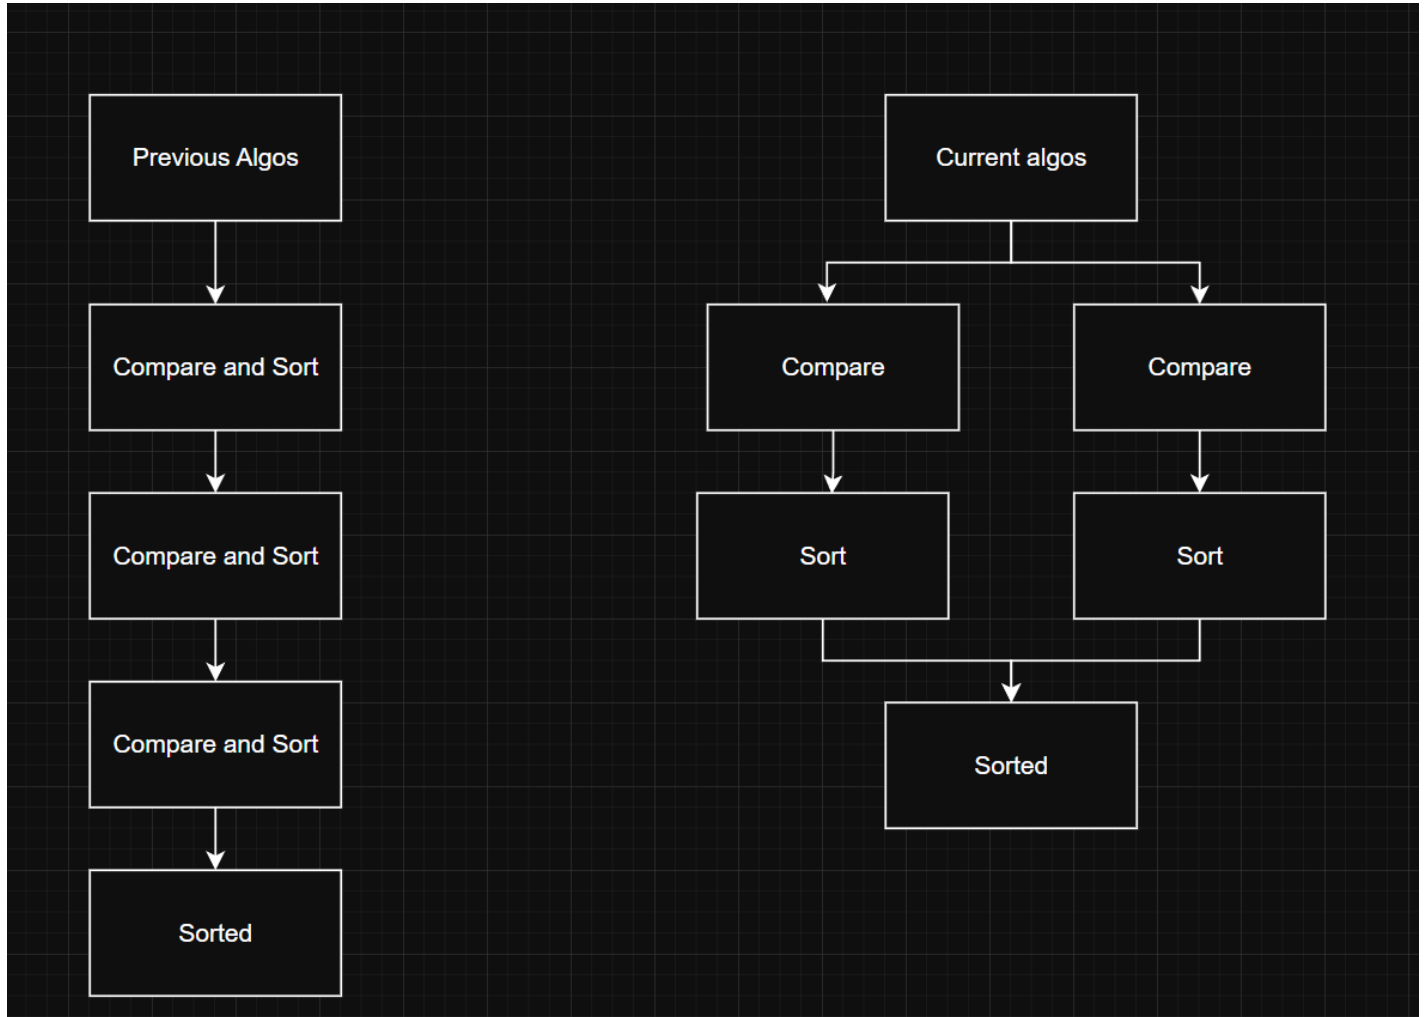 Previous Algos
Compare and Sort
Compare and Sort
Compare and Sort
Sorted
Current algos
Compare
Compare
Sort
Sort
Sorted